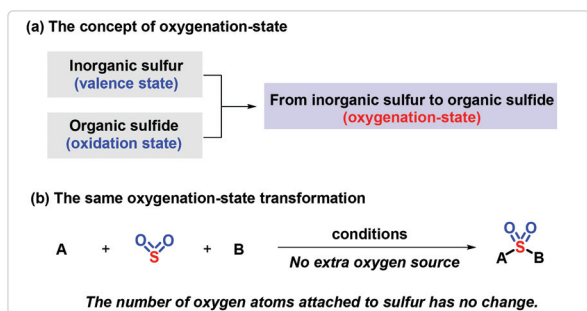 (a) The concept of oxygenation-state
Inorganic sulfur
(valence state)
Organic sulfide
(oxidation state)
From inorganic sulfur to organic sulfide
(oxygenation-state)
(b) The same oxygenation-state transformation
A + O S O + B conditions O O S A B
No extra oxygen source
The number of oxygen atoms attached to sulfur has no change.